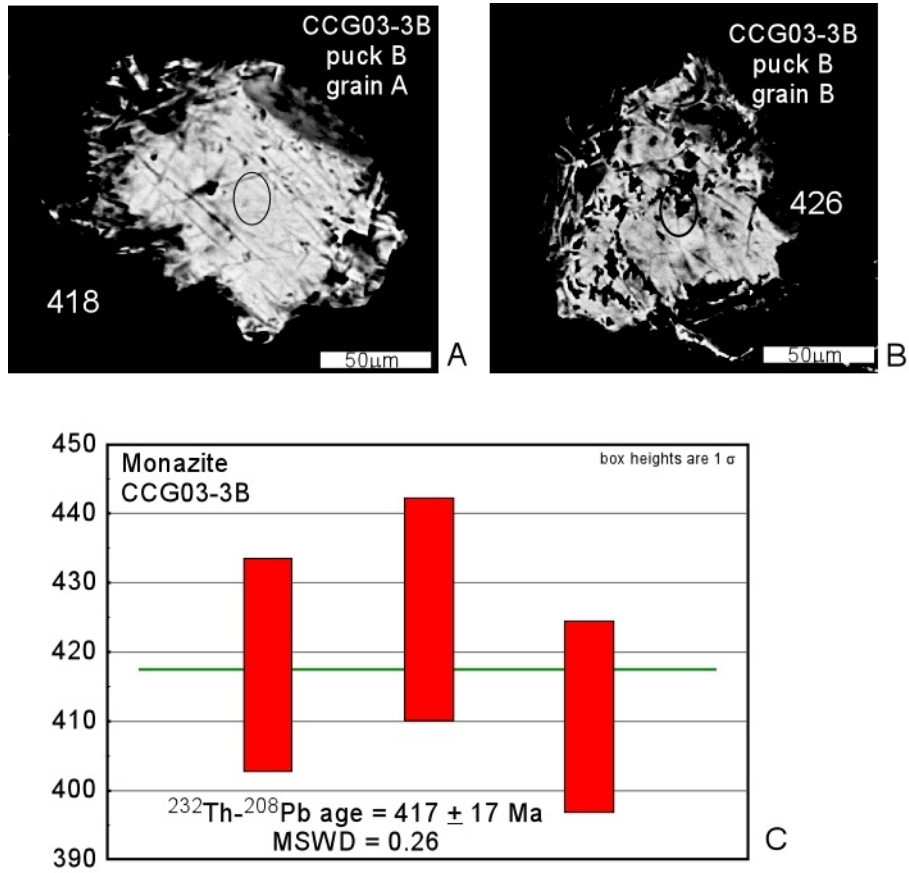 CCG03-3B
puck B
grain A
418
50μm
A
CCG03-3B
puck B
grain B
426
50μm
B
450
440
430
420
410
400
390
Monazite
CCG03-3B
box heights are 1 σ
²³²Th-²⁰⁸Pb age = 417 ± 17 Ma
MSWD = 0.26
C